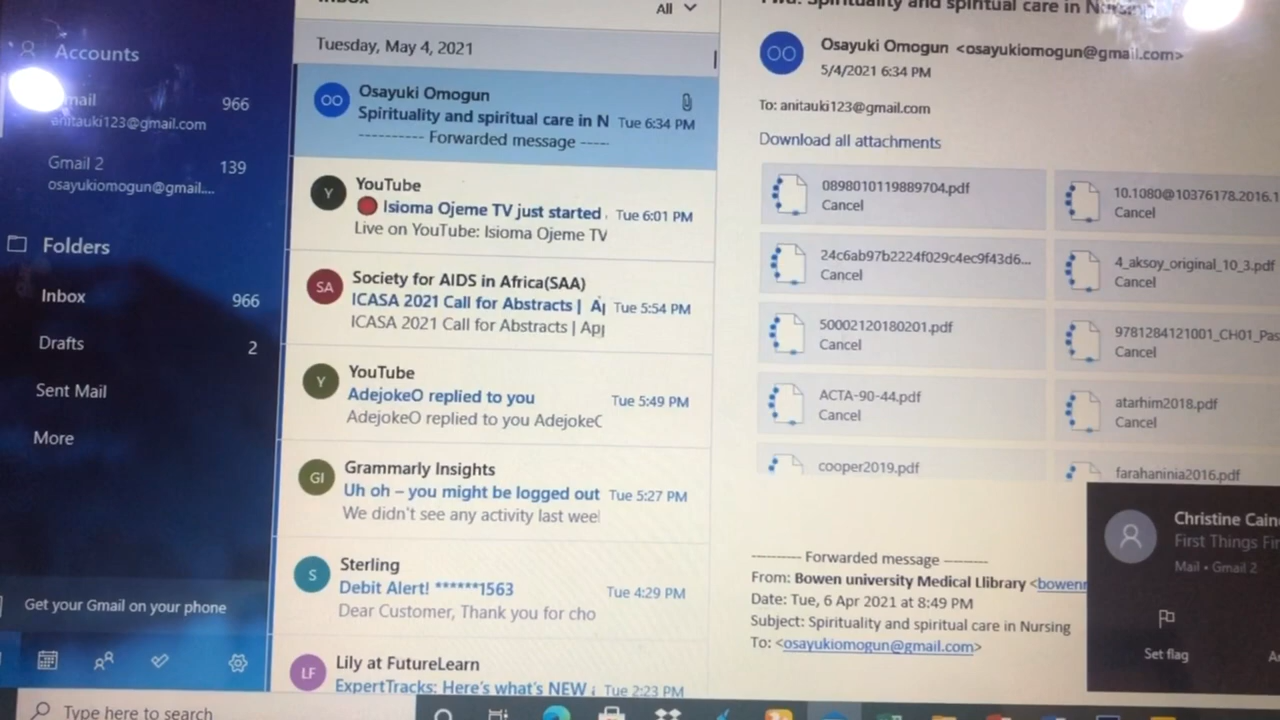 Accounts
966
anitauki123@gmail.com
Gmail 2
139
osayukiomogun@gmail....
Folders
Inbox
966
Drafts
2
Sent Mail
More
Get your Gmail on your phone
Type here to search
All
Tuesday, May 4, 2021
OO
Osayuki Omogun
Spirituality and spiritual care in N Tue 6:34 PM
---------- Forwarded message -----
Y
YouTube
Isioma Ojeme TV just started Tue 6:01 PM
Live on YouTube: Isioma Ojeme TV
SA
Society for AIDS in Africa(SAA)
ICASA 2021 Call for Abstracts | Ap Tue 5:54 PM
ICASA 2021 Call for Abstracts | App
Y
YouTube
AdejokeO replied to you Tue 5:49 PM
AdejokeO replied to you AdejokeO
GI
Grammarly Insights
Uh oh – you might be logged out Tue 5:27 PM
We didn't see any activity last week
S
Sterling
Debit Alert! ******1563 Tue 4:29 PM
Dear Customer, Thank you for cho
LF
Lily at FutureLearn
ExpertTracks: Here's what's NEW Tue 2:23 PM
Spirituality and spiritual care in
OO
Osayuki Omogun <osayukiomogun@gmail.com>
5/4/2021 6:34 PM
To: anitauki123@gmail.com
Download all attachments
0898010119889704.pdf
Cancel
10.1080@10376178.2016.1
Cancel
24c6ab97b2224f029c4ec9f43d6...
Cancel
4_aksoy_original_10_3.pdf
Cancel
50002120180201.pdf
Cancel
9781284121001_CH01_Pas
Cancel
ACTA-90-44.pdf
Cancel
atarhim2018.pdf
Cancel
cooper2019.pdf
farahaninia2016.pdf
---------- Forwarded message ---------
From: Bowen university Medical Llibrary <bowenr
Date: Tue, 6 Apr 2021 at 8:49 PM
Subject: Spirituality and spiritual care in Nursing
To: <osayukiomogun@gmail.com>
Christine Cain
First Things Fir
Mail • Gmail 2
Set flag